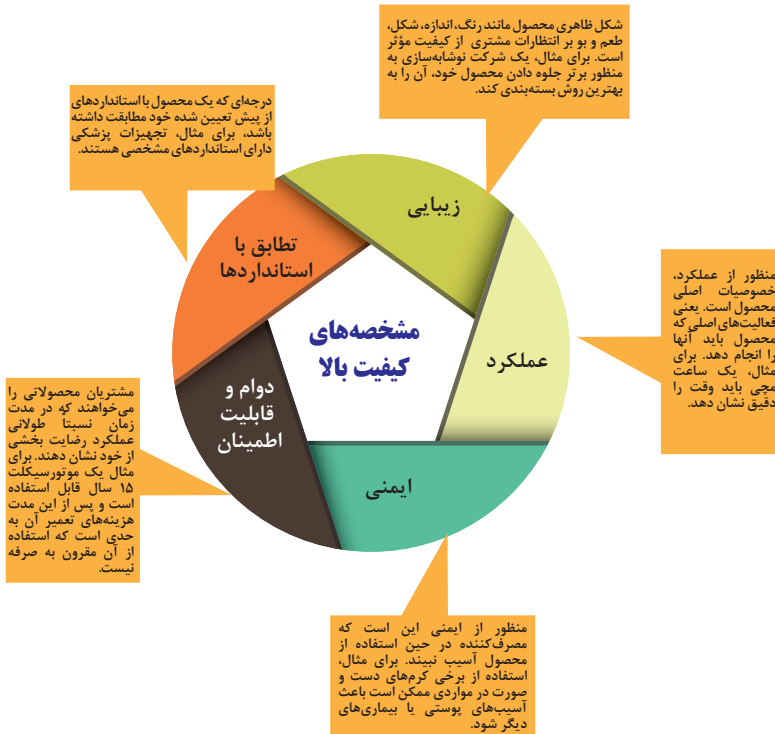 شکل ظاهری محصول مانند رنگ، اندازه، شکل،
طعم و بو بر انتظارات مشتری از کیفیت مؤثر
است. برای مثال، یک شرکت نوشابه‌سازی به
منظور برتر جلوه دادن محصول خود، آن را به
بهترین روش بسته‌بندی کند.
درجه‌ای که یک محصول با استانداردهای
از پیش تعیین شده خود مطابقت داشته
باشد، برای مثال، تجهیزات پزشکی
دارای استانداردهای مشخصی هستند.
زیبایی
تطابق با
استانداردها
مشخصه‌های
کیفیت بالا
عملکرد
منظور از عملکرد،
خصوصیات اصلی
محصول است. یعنی
فعالیت‌های اصلی که
محصول باید آنها
را انجام دهد. برای
مثال، یک ساعت
مچی باید وقت را
دقیق نشان دهد.
دوام و
قابلیت
اطمینان
مشتریان محصولاتی را
می‌خواهند که در مدت
زمان نسبتاً طولانی
عملکرد رضایت بخشی
از خود نشان دهند. برای
مثال یک موتورسیکلت
۱۵ سال قابل استفاده
است و پس از این مدت
هزینه‌های تعمیر آن به
حدی است که استفاده
از آن مقرون به صرفه
نیست.
ایمنی
منظور از ایمنی این است که
مصرف‌کننده در حین استفاده از
محصول آسیب نبیند. برای مثال،
استفاده از برخی کرم‌های دست و
صورت در مواردی ممکن است باعث
آسیب‌های پوستی یا بیماری‌های
دیگر شود.